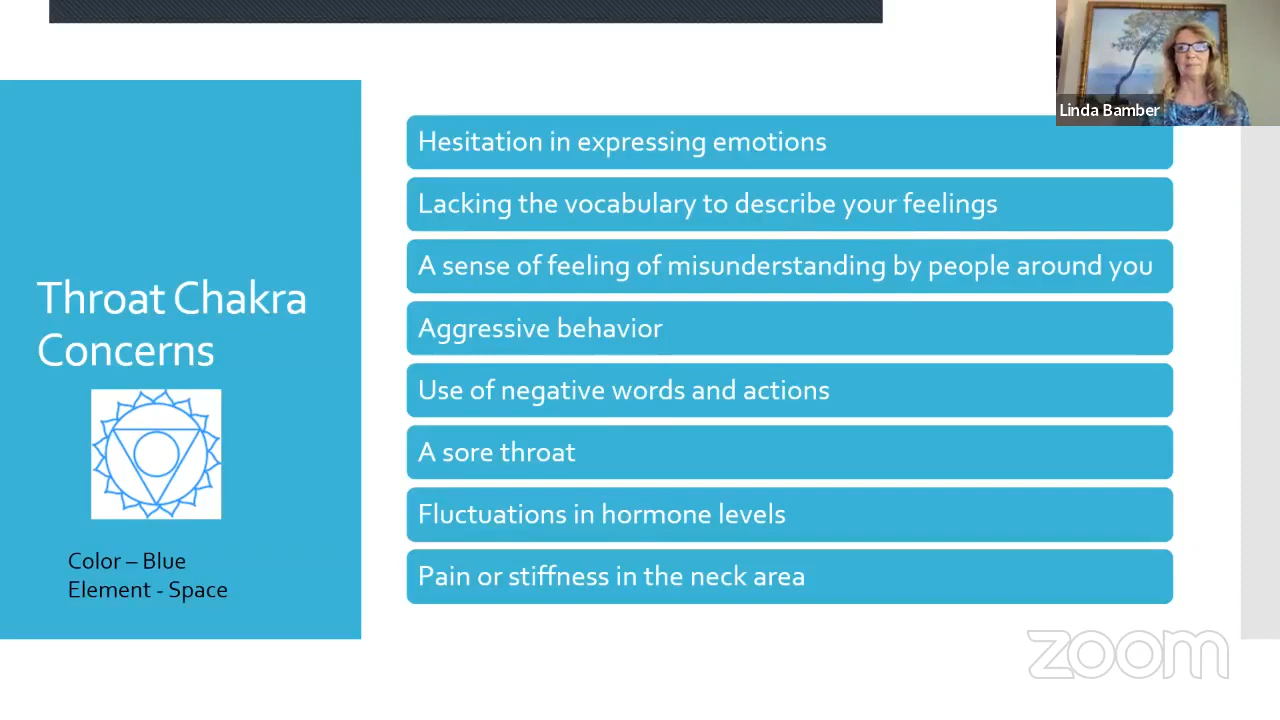 Linda Bamber
Throat Chakra
Concerns
Color – Blue
Element - Space
Hesitation in expressing emotions
Lacking the vocabulary to describe your feelings
A sense of feeling of misunderstanding by people around you
Aggressive behavior
Use of negative words and actions
A sore throat
Fluctuations in hormone levels
Pain or stiffness in the neck area
zoom